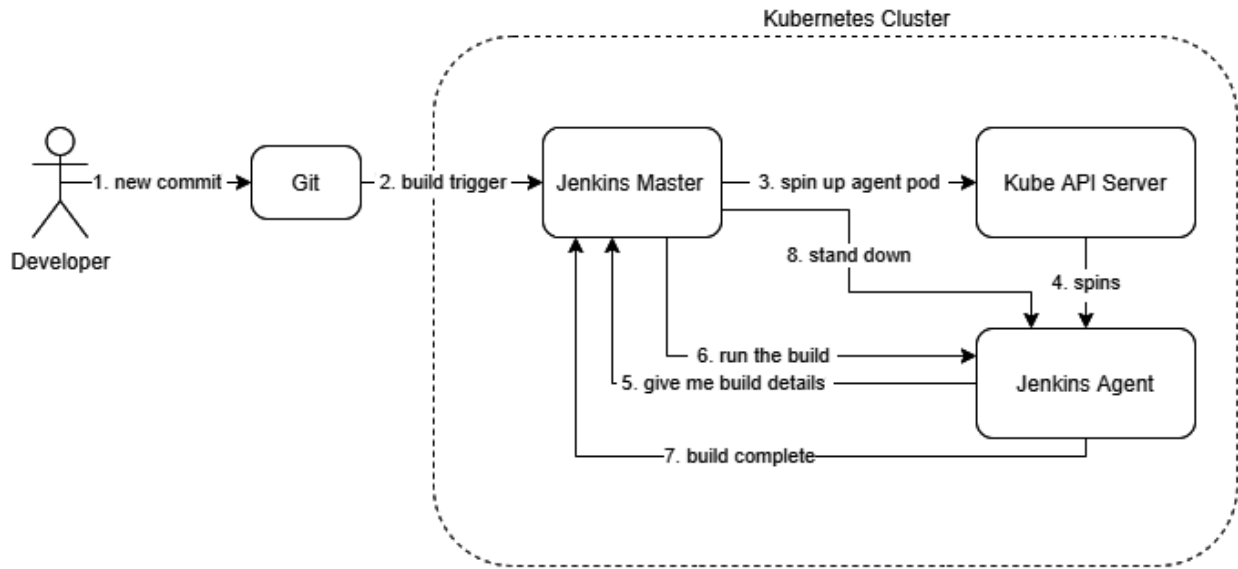 Kubernetes Cluster
1. new commit
Git
2. build trigger
Jenkins Master
3. spin up agent pod
Kube API Server
Developer
8. stand down
4. spins
6. run the build
5. give me build details
Jenkins Agent
7. build complete